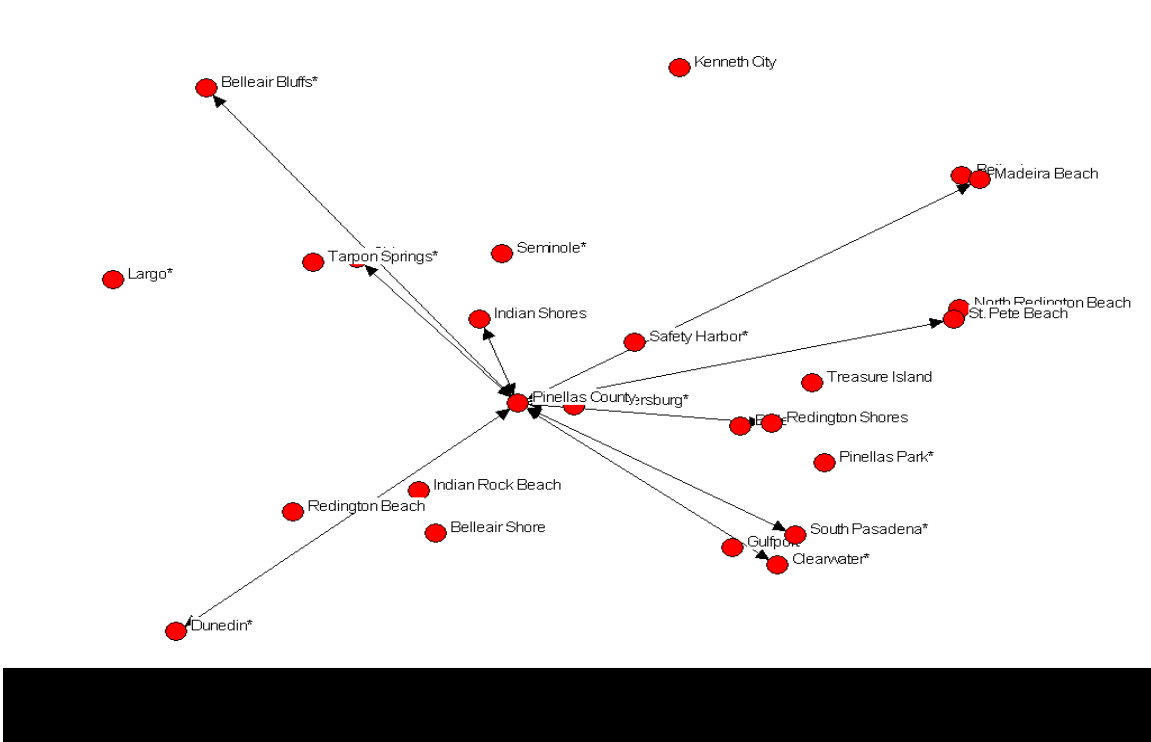 Kenneth City
Belleair Bluffs*
Madeira Beach
Seminole*
Tarpon Springs*
Largo*
North Redington Beach
St. Pete Beach
Indian Shores
Safety Harbor*
Treasure Island
Pinellas County
ersburg*
Redington Shores
Pinellas Park*
Indian Rock Beach
Redington Beach
Belleair Shore
South Pasadena*
Gulfport
Clearwater*
Dunedin*